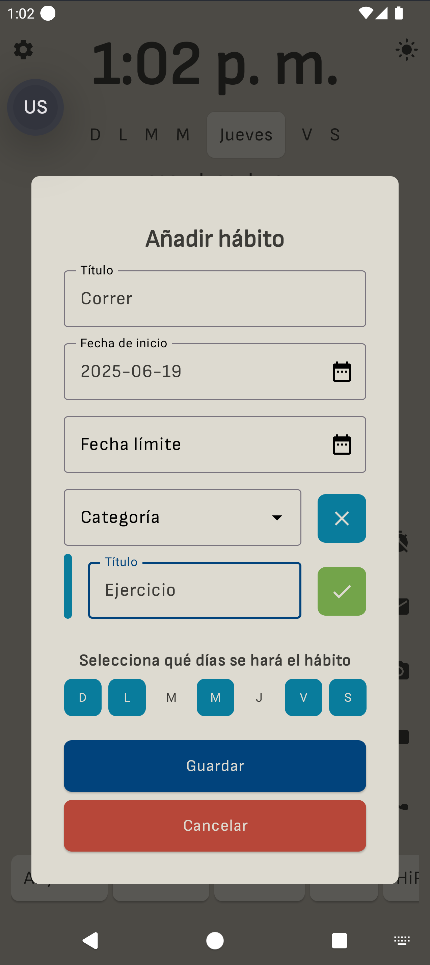 1:02
1:02 p. m.
US
D L M M Jueves V S
Añadir hábito
Título
Correr
Fecha de inicio
2025-06-19
Fecha límite
Categoría
Título
Ejercicio
Selecciona qué días se hará el hábito
D L M M J V S
Guardar
Cancelar